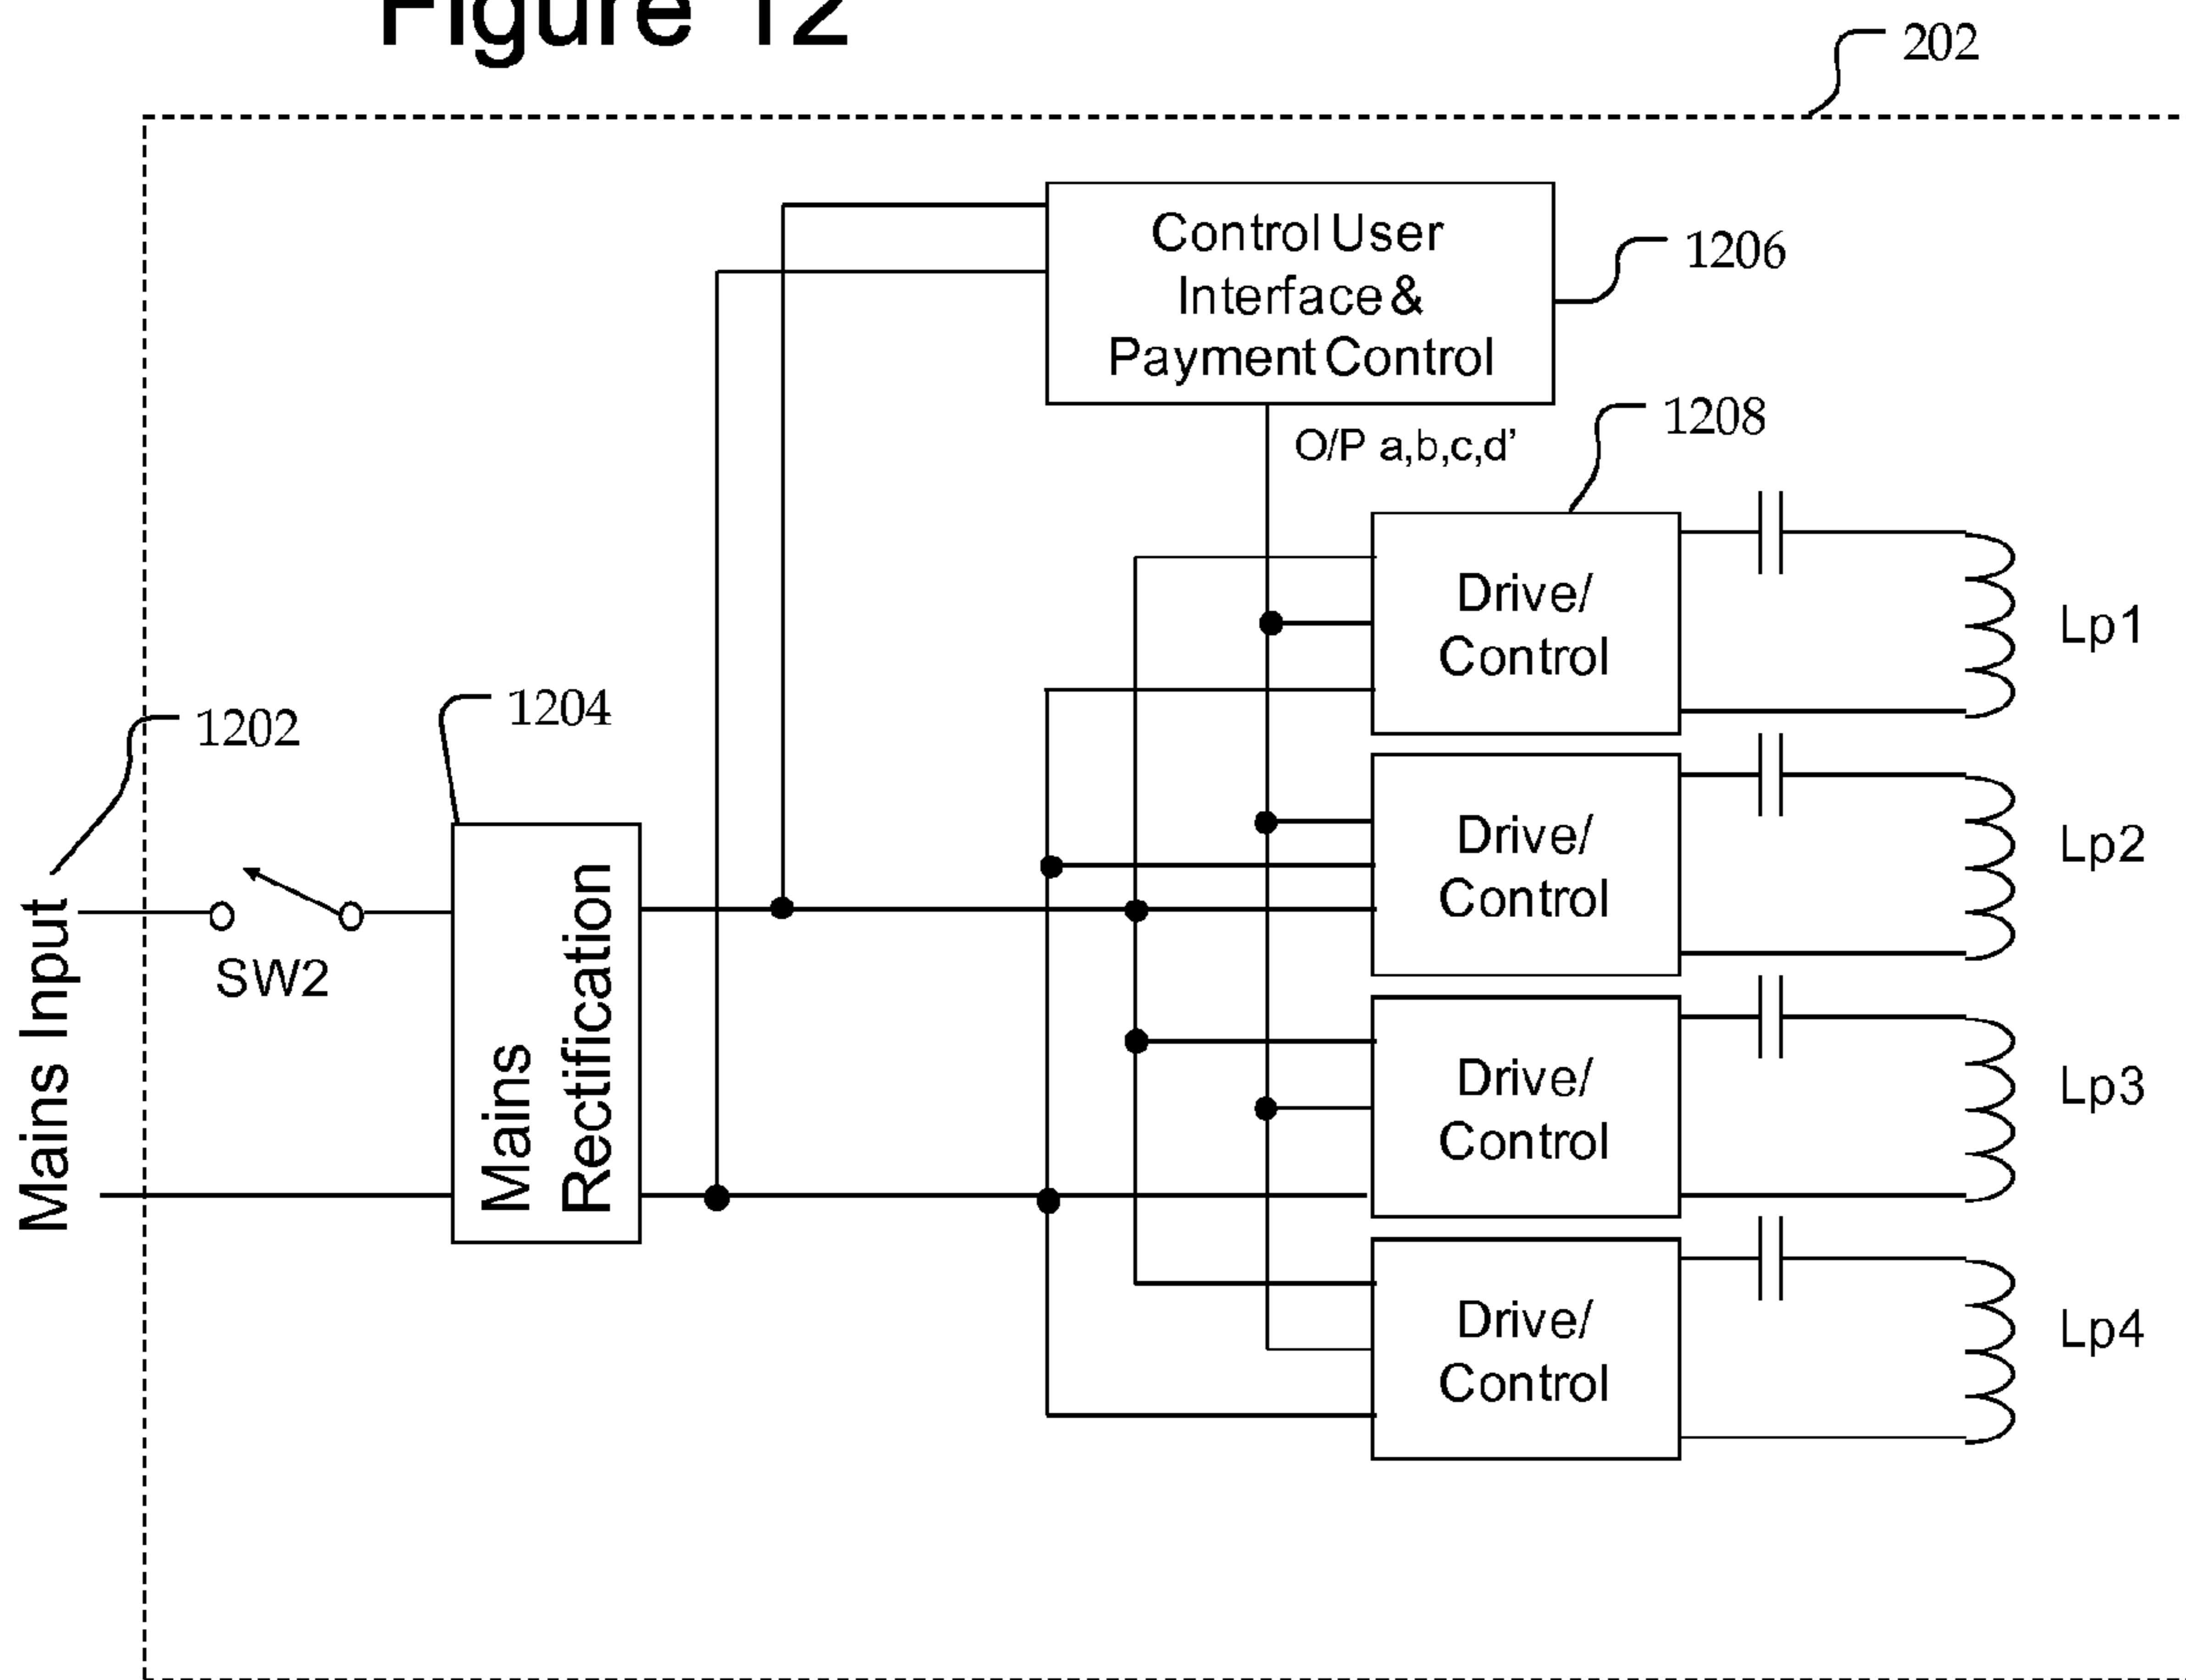 Figure 12
202
Control User
Interface &
Payment Control
1206
O/P a,b,c,d’
1208
Drive/
Control
Lp1
1202
1204
Mains Input
SW2
Mains
Rectification
Drive/
Control
Lp2
Drive/
Control
Lp3
Drive/
Control
Lp4